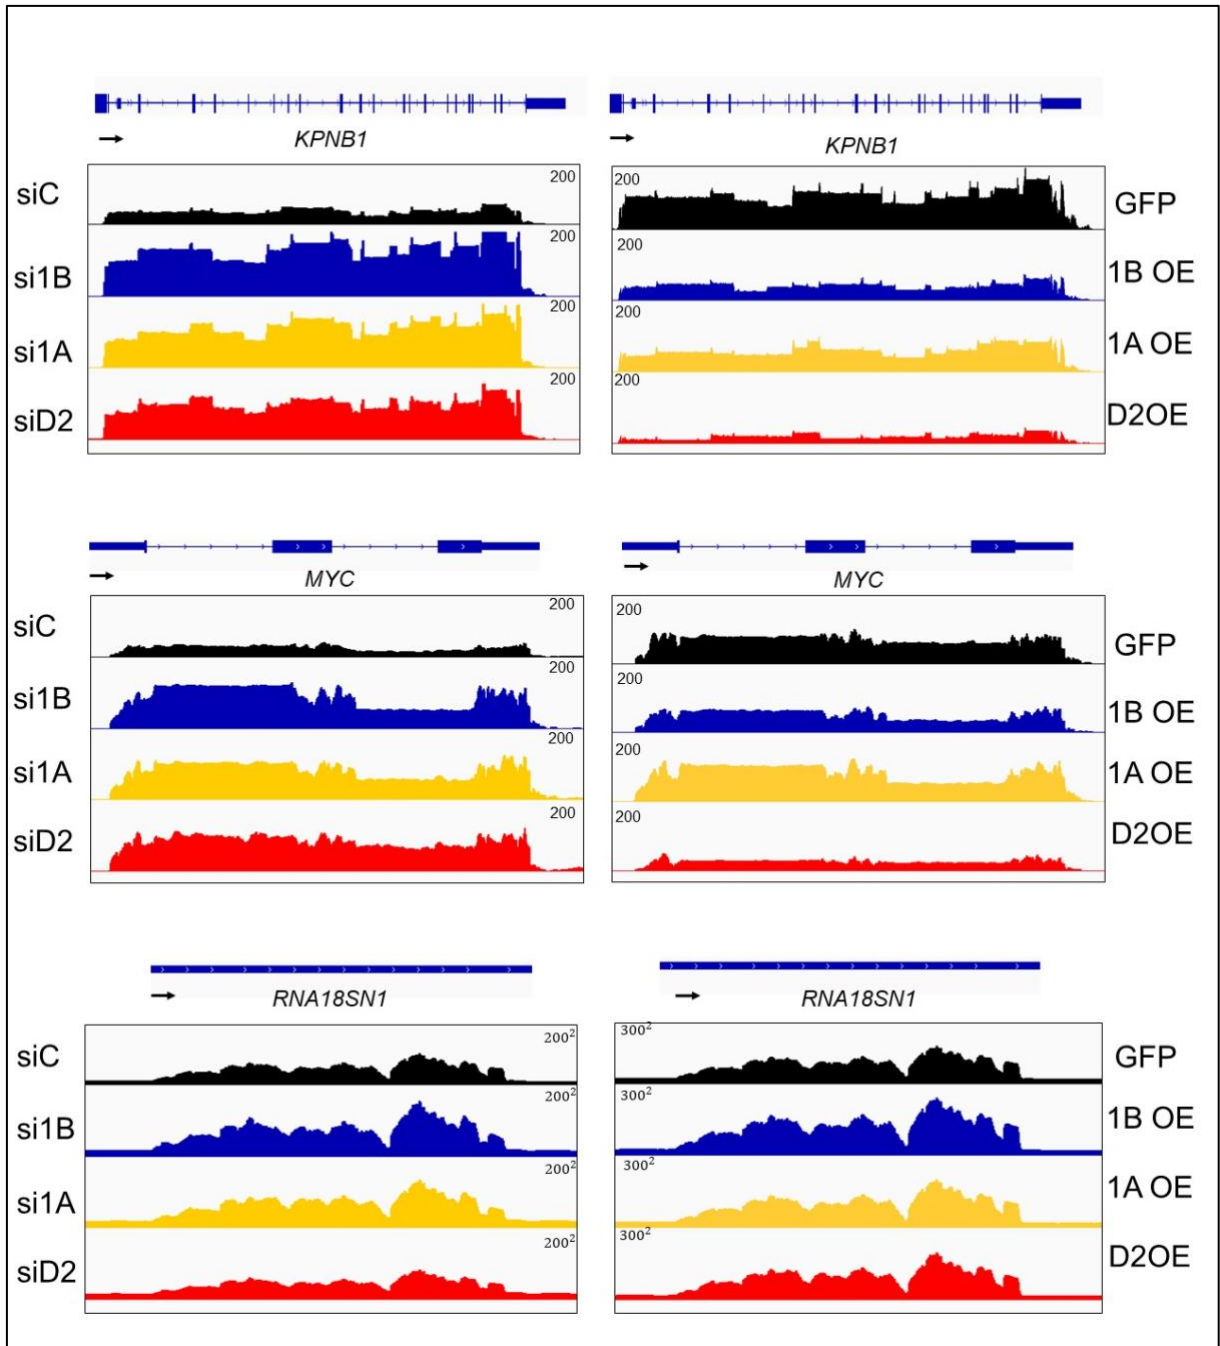 KPNB1
KPNB1
siC
200
200
GFP
si1B
200
200
1B OE
si1A
200
200
1A OE
siD2
200
200
D2OE
MYC
MYC
siC
200
200
GFP
si1B
200
200
1B OE
si1A
200
200
1A OE
siD2
200
200
D2OE
RNA18SN1
RNA18SN1
siC
200²
300²
GFP
si1B
200²
300²
1B OE
si1A
200²
300²
1A OE
siD2
200²
300²
D2OE